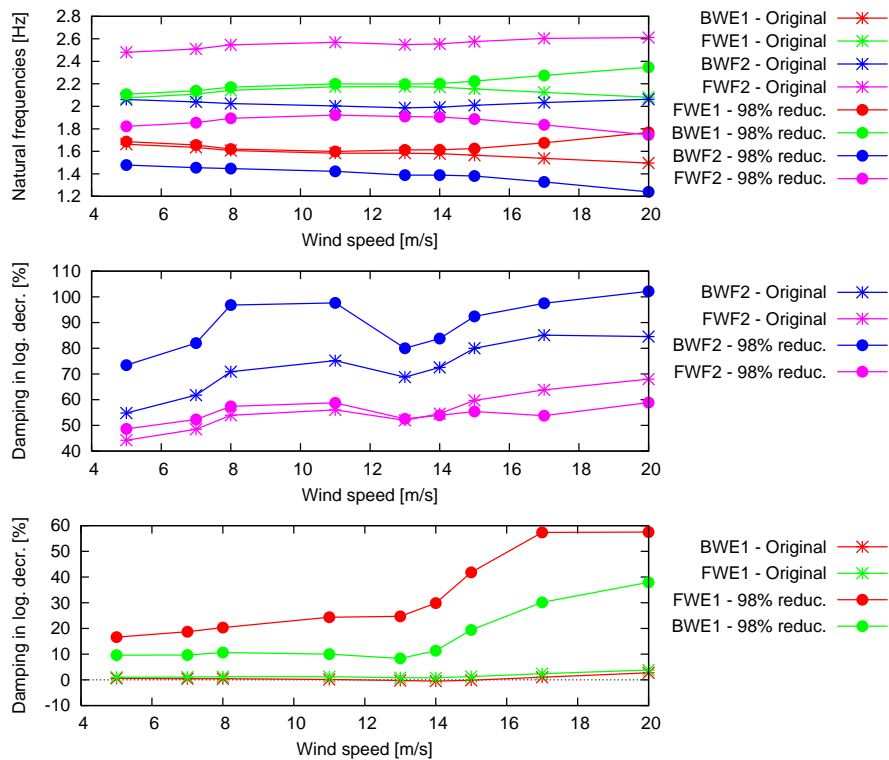 Natural frequencies [Hz]
2.8
2.6
2.4
2.2
2
1.8
1.6
1.4
1.2
4 6 8 10 12 14 16 18 20
Wind speed [m/s]
BWE1 - Original
FWE1 - Original
BWF2 - Original
FWF2 - Original
FWE1 - 98% reduc.
BWE1 - 98% reduc.
BWF2 - 98% reduc.
FWF2 - 98% reduc.
Damping in log. decr. [%]
110
100
90
80
70
60
50
40
4 6 8 10 12 14 16 18 20
Wind speed [m/s]
BWF2 - Original
FWF2 - Original
BWF2 - 98% reduc.
FWF2 - 98% reduc.
Damping in log. decr. [%]
60
50
40
30
20
10
0
-10
4 6 8 10 12 14 16 18 20
Wind speed [m/s]
BWE1 - Original
FWE1 - Original
FWE1 - 98% reduc.
BWE1 - 98% reduc.